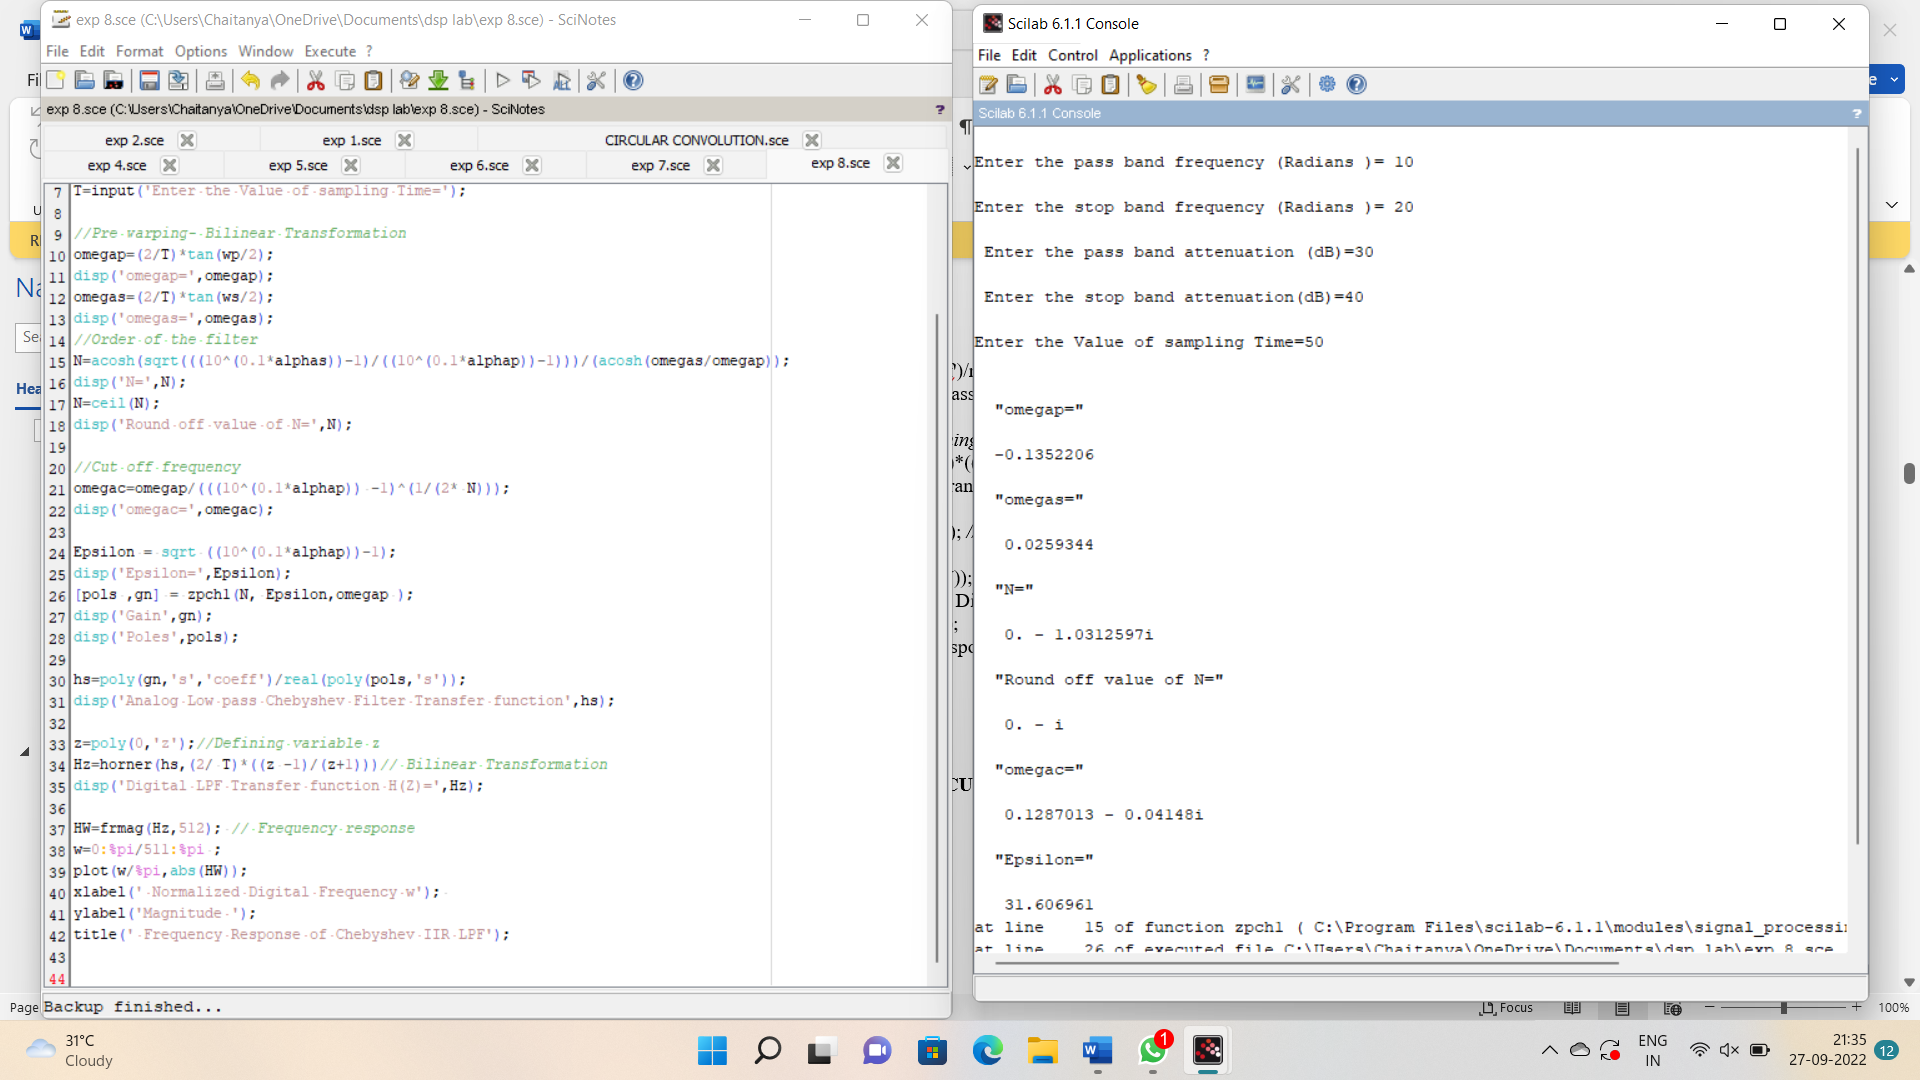 exp 8.sce (C:\Users\Chaitanya\OneDrive\Documents\dsp lab\exp 8.sce) - SciNotes
File Edit Format Options Window Execute ?
exp 8.sce (C:\Users\Chaitanya\OneDrive\Documents\dsp lab\exp 8.sce) - SciNotes ?
exp 2.sce exp 1.sce CIRCULAR CONVOLUTION.sce
exp 4.sce exp 5.sce exp 6.sce exp 7.sce exp 8.sce
7 T=input('Enter the Value of sampling Time=');
8
9 //Pre warping- Bilinear Transformation
10 omegap=(2/T)*tan(wp/2);
11 disp('omegap=',omegap);
12 omegas=(2/T)*tan(ws/2);
13 disp('omegas=',omegas);
14 //Order of the filter
15 N=acosh(sqrt(((10^(0.1*alphas))-1)/((10^(0.1*alphap))-1)))/(acosh(omegas/omegap));
16 disp('N=',N);
17 N=ceil(N);
18 disp('Round off value of N=',N);
19
20 //Cut off frequency
21 omegac=omegap/(((10^(0.1*alphap)) -1)^(1/(2* N)));
22 disp('omegac=',omegac);
23
24 Epsilon = sqrt ((10^(0.1*alphap))-1);
25 disp('Epsilon=',Epsilon);
26 [pols ,gn] = zpch1(N, Epsilon,omegap );
27 disp('Gain',gn);
28 disp('Poles',pols);
29
30 hs=poly(gn,'s','coeff')/real(poly(pols,'s'));
31 disp('Analog Low pass Chebyshev Filter Transfer function',hs);
32
33 z=poly(0,'z');//Defining variable z
34 Hz=horner(hs,(2/ T)*((z -1)/(z+1)))// Bilinear Transformation
35 disp('Digital LPF Transfer function H(Z)=',Hz);
36
37 HW=frmag(Hz,512); // Frequency response
38 w=0:%pi/511:%pi ;
39 plot(w/%pi,abs(HW));
40 xlabel(' Normalized Digital Frequency w');
41 ylabel('Magnitude ');
42 title(' Frequency Response of Chebyshev IIR LPF');
43
44
Backup finished...
Scilab 6.1.1 Console
File Edit Control Applications ?
Scilab 6.1.1 Console ?
Enter the pass band frequency (Radians )= 10
Enter the stop band frequency (Radians )= 20
Enter the pass band attenuation (dB)=30
Enter the stop band attenuation(dB)=40
Enter the Value of sampling Time=50
"omegap="
-0.1352206
"omegas="
0.0259344
"N="
0. - 1.0312597i
"Round off value of N="
0. - i
"omegac="
0.1287013 - 0.04148i
"Epsilon="
31.606961
at line 15 of function zpch1 ( C:\Program Files\scilab-6.1.1\modules\signal_processi
at line 26 of executed file C:\Users\Chaitanya\OneDrive\Documents\dsp lab\exp 8.sce
Page
Focus 100%
31°C
Cloudy
1
ENG
IN
21:35
27-09-2022
12